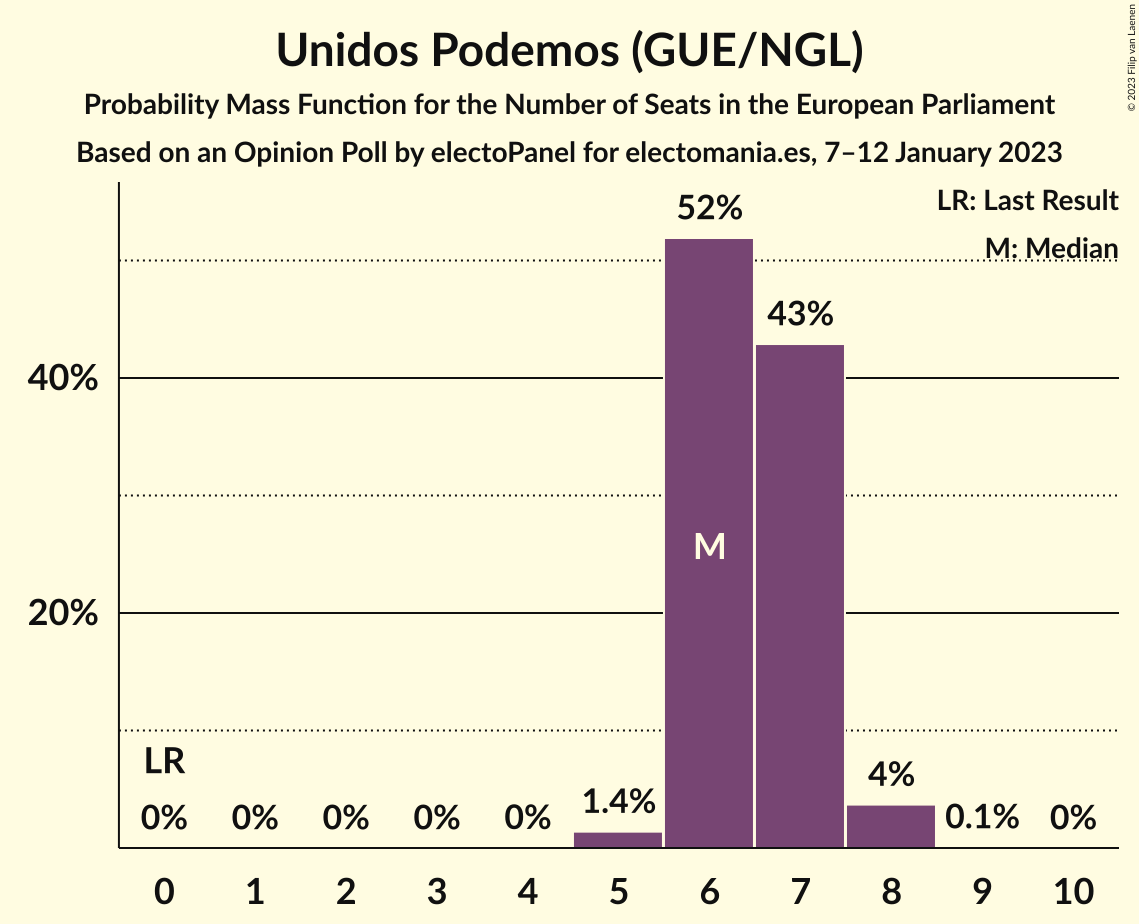 Unidos Podemos (GUE/NGL)
Probability Mass Function for the Number of Seats in the European Parliament
Based on an Opinion Poll by electoPanel for electomania.es, 7–12 January 2023
© 2023 Filip van Laenen
LR: Last Result
M: Median
52%
43%
40%
M
20%
LR
4%
1.4%
0% 0% 0% 0% 0% 0.1% 0%
0 1 2 3 4 5 6 7 8 9 10